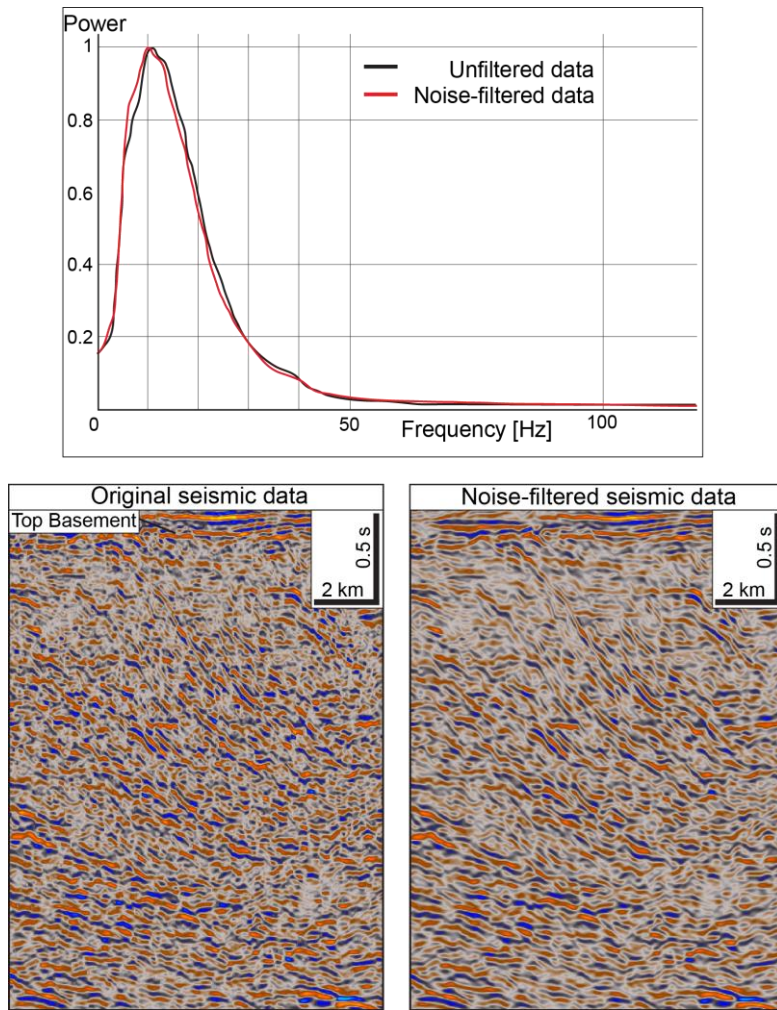 Power
1
Unfiltered data
Noise-filtered data
0.8
0.6
0.4
0.2
0
50
Frequency [Hz]
100
Original seismic data
Top Basement
0.5 s
2 km
Noise-filtered seismic data
0.5 s
2 km